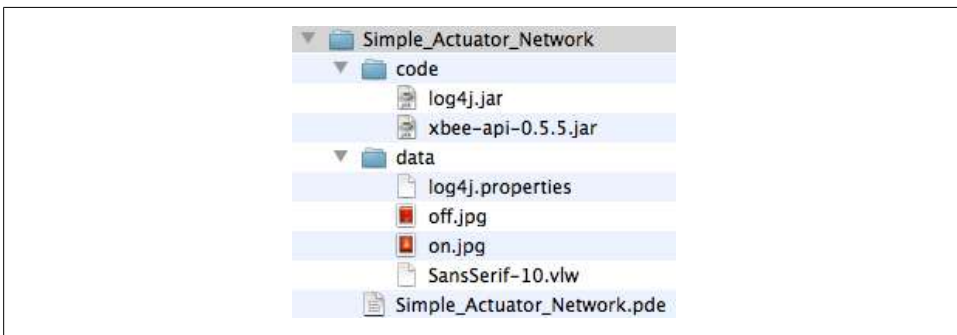 Simple_Actuator_Network
code
log4j.jar
xbee-api-0.5.5.jar
data
log4j.properties
off.jpg
on.jpg
SansSerif-10.vlw
Simple_Actuator_Network.pde